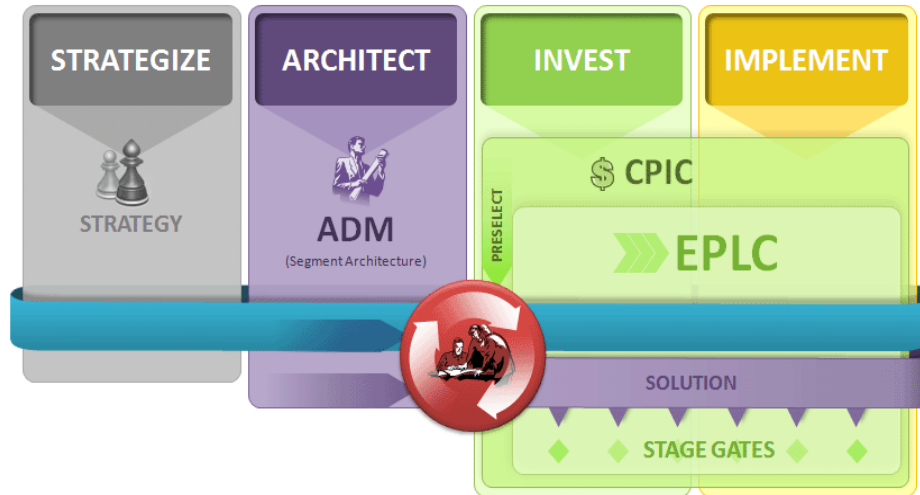 STRATEGIZE
ARCHITECT
INVEST
IMPLEMENT
STRATEGY
ADM
(Segment Architecture)
PRESELECT
$ CPIC
EPLC
SOLUTION
STAGE GATES